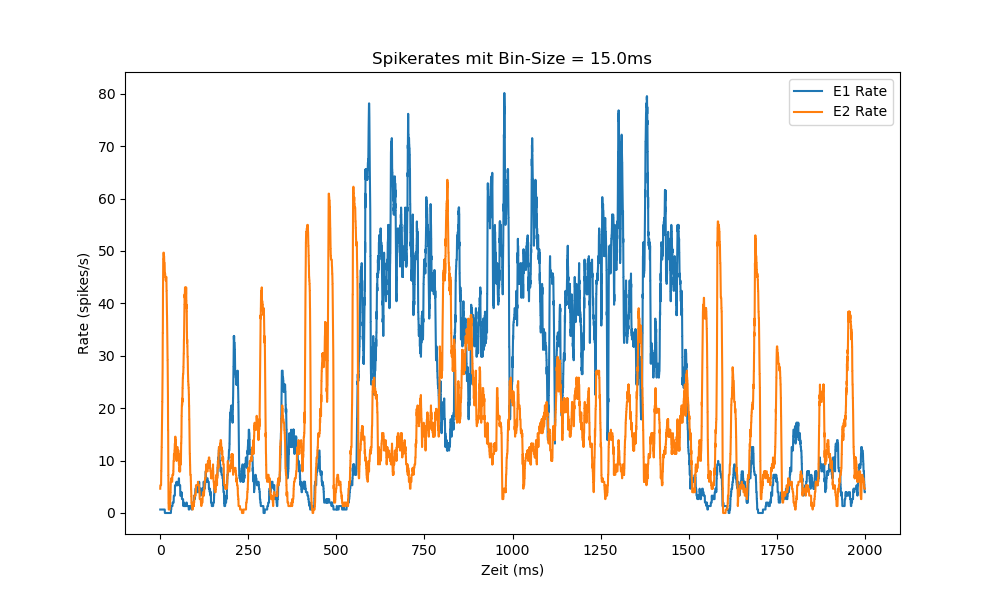 Spikerates mit Bin-Size = 15.0ms
E1 Rate
E2 Rate
80
70
60
50
40
30
20
10
0
Rate (spikes/s)
0 250 500 750 1000 1250 1500 1750 2000
Zeit (ms)